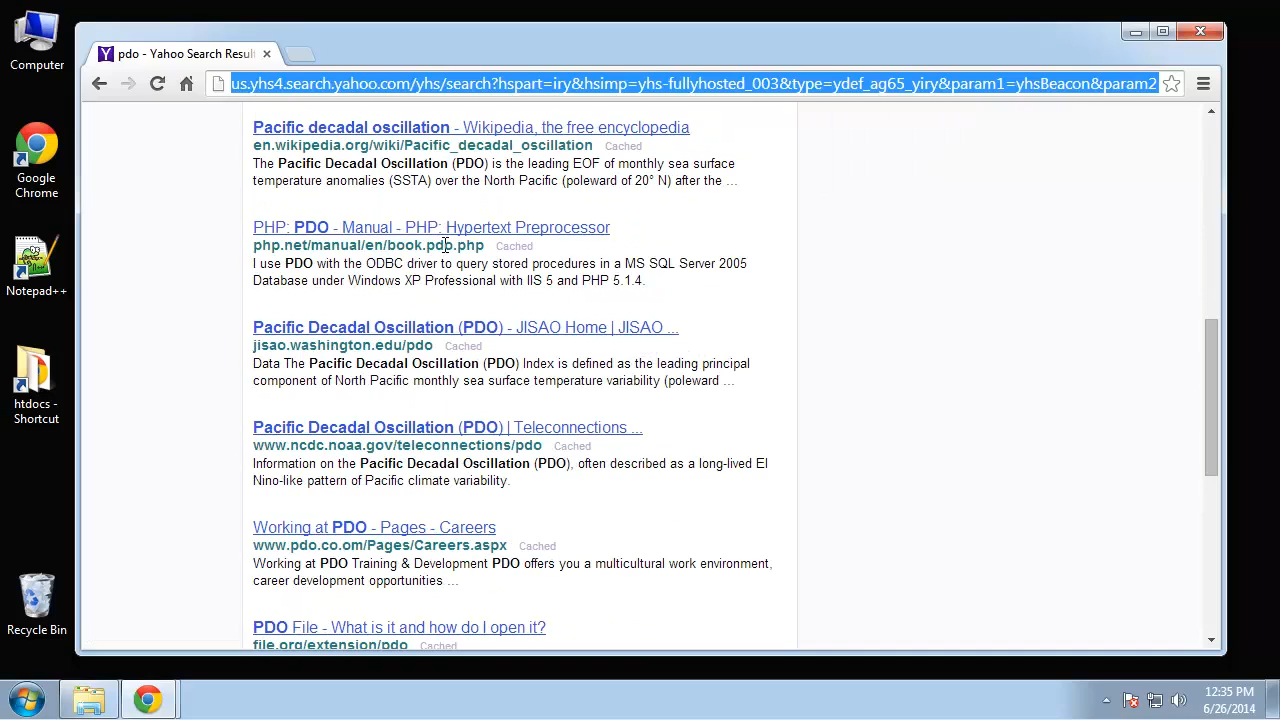 Computer
Google
Chrome
Notepad++
htdocs -
Shortcut
Recycle Bin
pdo - Yahoo Search Result
us.yhs4.search.yahoo.com/yhs/search?hspart=iry&hsimp=yhs-fullyhosted_003&type=ydef_ag65_yiry&param1=yhsBeacon&param2
Pacific decadal oscillation - Wikipedia, the free encyclopedia
en.wikipedia.org/wiki/Pacific_decadal_oscillation Cached
The Pacific Decadal Oscillation (PDO) is the leading EOF of monthly sea surface
temperature anomalies (SSTA) over the North Pacific (poleward of 20° N) after the ...
PHP: PDO - Manual - PHP: Hypertext Preprocessor
php.net/manual/en/book.pdo.php Cached
I use PDO with the ODBC driver to query stored procedures in a MS SQL Server 2005
Database under Windows XP Professional with IIS 5 and PHP 5.1.4.
Pacific Decadal Oscillation (PDO) - JISAO Home | JISAO ...
jisao.washington.edu/pdo Cached
Data The Pacific Decadal Oscillation (PDO) Index is defined as the leading principal
component of North Pacific monthly sea surface temperature variability (poleward ...
Pacific Decadal Oscillation (PDO) | Teleconnections ...
www.ncdc.noaa.gov/teleconnections/pdo Cached
Information on the Pacific Decadal Oscillation (PDO), often described as a long-lived El
Nino-like pattern of Pacific climate variability.
Working at PDO - Pages - Careers
www.pdo.co.om/Pages/Careers.aspx Cached
Working at PDO Training & Development PDO offers you a multicultural work environment,
career development opportunities ...
PDO File - What is it and how do I open it?
file.org/extension/pdo Cached
12:35 PM
6/26/2014